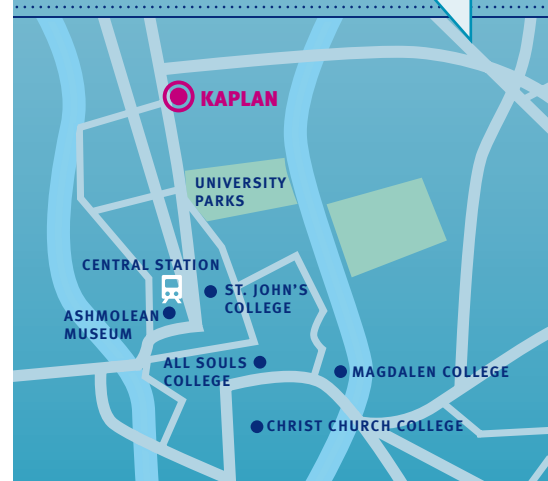 KAPLAN
UNIVERSITY
PARKS
CENTRAL STATION
ST. JOHN'S
COLLEGE
ASHMOLEAN
MUSEUM
ALL SOULS
COLLEGE
MAGDALEN COLLEGE
CHRIST CHURCH COLLEGE